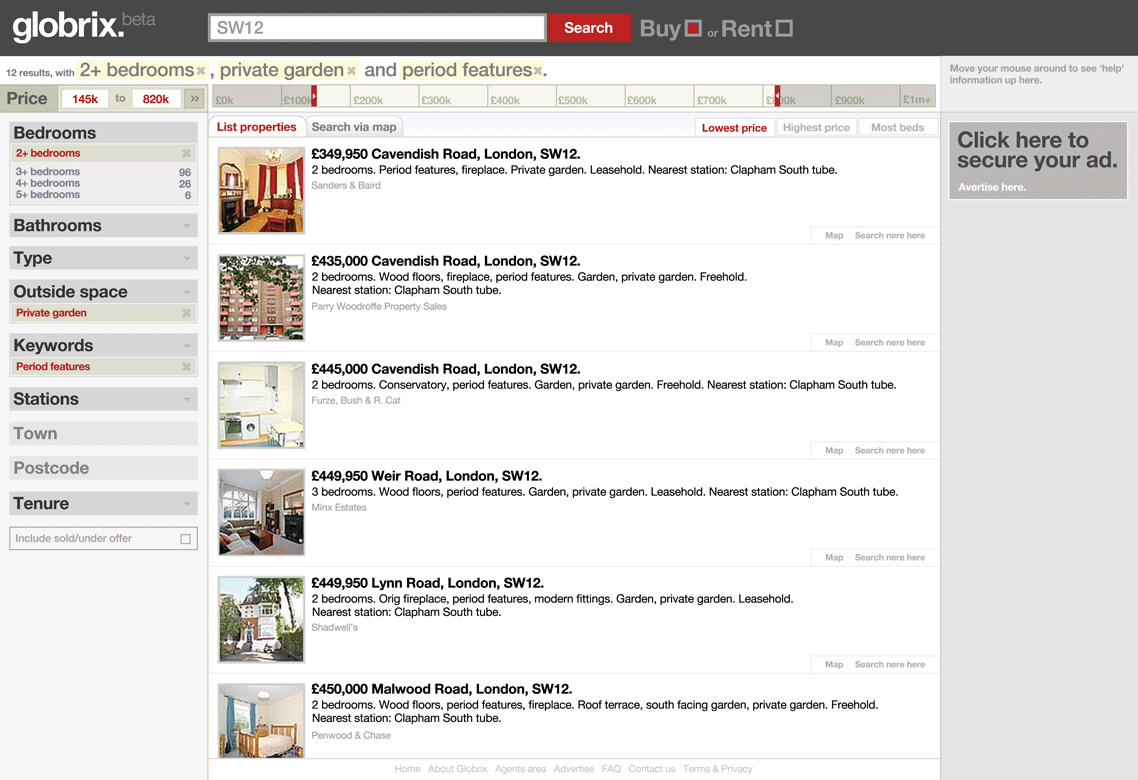 globrix. beta
SW12
Search
Buy or Rent
12 results, with 2+ bedrooms, private garden and period features.
Move your mouse around to see 'help'
information up here.
Price 145k to 820k »
£0k £100k £200k £300k £400k £500k £600k £700k £900k £1m+
List properties Search via map Lowest price Highest price Most beds
Bedrooms
2+ bedrooms
3+ bedrooms 96
4+ bedrooms 26
5+ bedrooms 6
Bathrooms
Type
Outside space
Private garden
Keywords
Period features
Stations
Town
Postcode
Tenure
Include sold/under offer
£349,950 Cavendish Road, London, SW12.
2 bedrooms. Period features, fireplace. Private garden. Leasehold. Nearest station: Clapham South tube.
Sanders & Baird
Map Search nere here
£435,000 Cavendish Road, London, SW12.
2 bedrooms. Wood floors, fireplace, period features. Garden, private garden. Freehold.
Nearest station: Clapham South tube.
Parry Woodroffe Property Sales
Map Search nere here
£445,000 Cavendish Road, London, SW12.
2 bedrooms. Conservatory, period features. Garden, private garden. Freehold. Nearest station: Clapham South tube.
Furze, Bush & R. Cat
Map Search nere here
£449,950 Weir Road, London, SW12.
3 bedrooms. Wood floors, period features. Garden, private garden. Leasehold. Nearest station: Clapham South tube.
Minx Estates
Map Search nere here
£449,950 Lynn Road, London, SW12.
2 bedrooms. Orig fireplace, period features, modern fittings. Garden, private garden. Leasehold.
Nearest station: Clapham South tube.
Shadwell's
Map Search nere here
£450,000 Malwood Road, London, SW12.
2 bedrooms. Wood floors, period features, fireplace. Roof terrace, south facing garden, private garden. Freehold.
Nearest station: Clapham South tube.
Penwood & Chase
Click here to
secure your ad.
Avertise here.
Home About Globrix Agents area Advertise FAQ Contact us Terms & Privacy